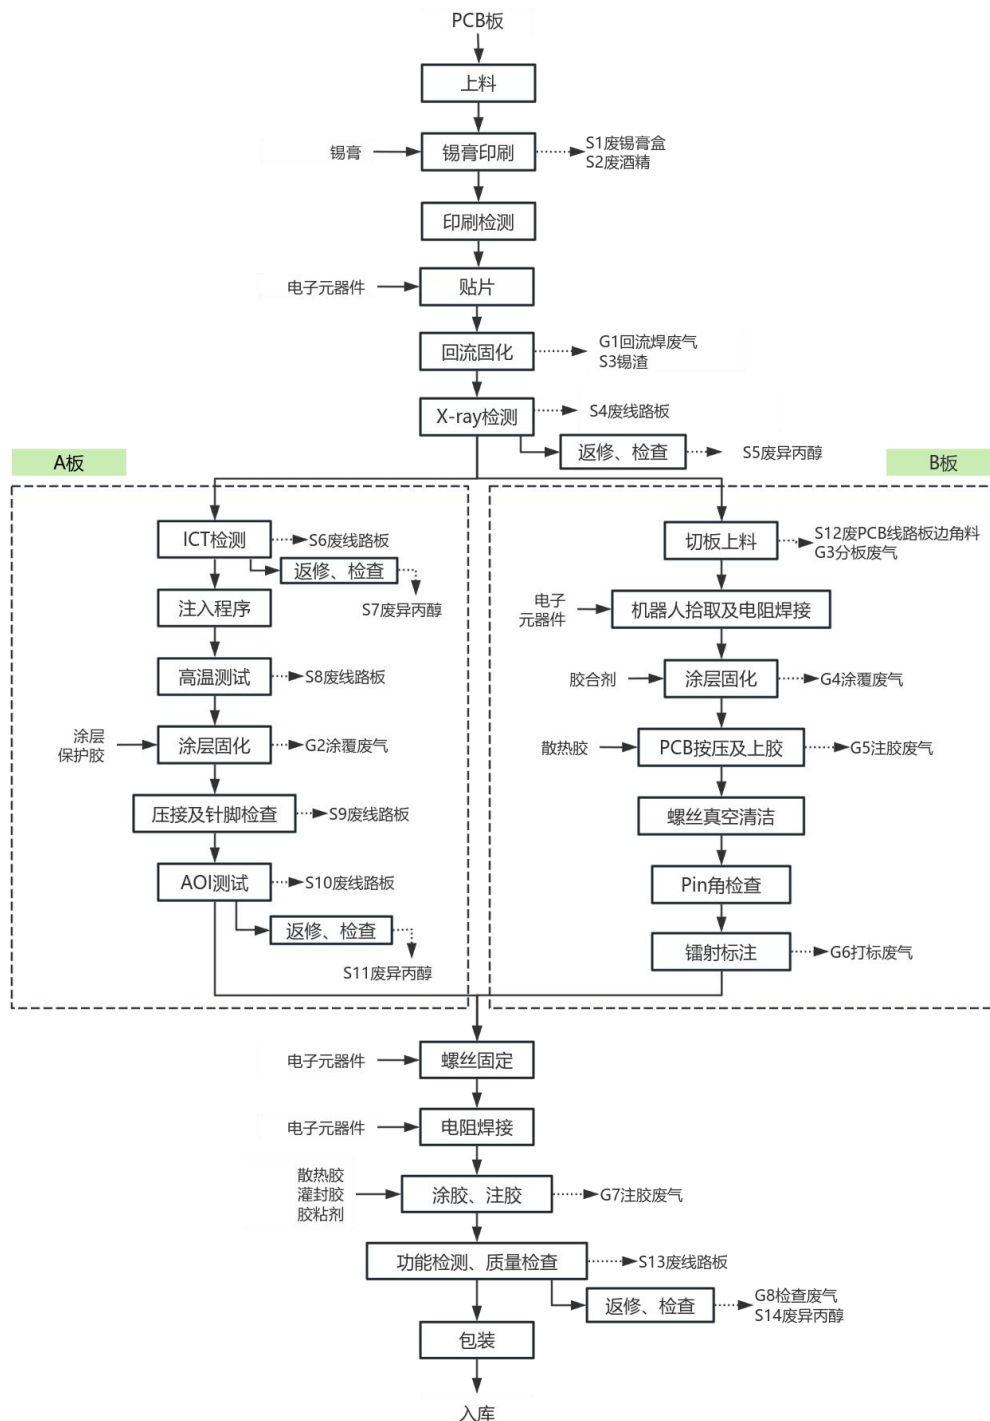 PCB板
上料
锡膏
锡膏印刷
S1废锡膏盒
S2废酒精
印刷检测
电子元器件
贴片
回流固化
G1回流焊废气
S3锡渣
X-ray检测
S4废线路板
返修、检查
S5废异丙醇
A板
B板
ICT检测
S6废线路板
返修、检查
S7废异丙醇
注入程序
高温测试
S8废线路板
涂层
保护胶
涂层固化
G2涂覆废气
压接及针脚检查
S9废线路板
AOI测试
S10废线路板
返修、检查
S11废异丙醇
切板上料
S12废PCB线路板边角料
G3分板废气
电子
元器件
机器人拾取及电阻焊接
胶合剂
涂层固化
G4涂覆废气
散热胶
PCB按压及上胶
G5注胶废气
螺丝真空清洁
Pin角检查
镭射标注
G6打标废气
电子元器件
螺丝固定
电子元器件
电阻焊接
散热胶
灌封胶
胶粘剂
涂胶、注胶
G7注胶废气
功能检测、质量检查
S13废线路板
返修、检查
G8检查废气
S14废异丙醇
包装
入库